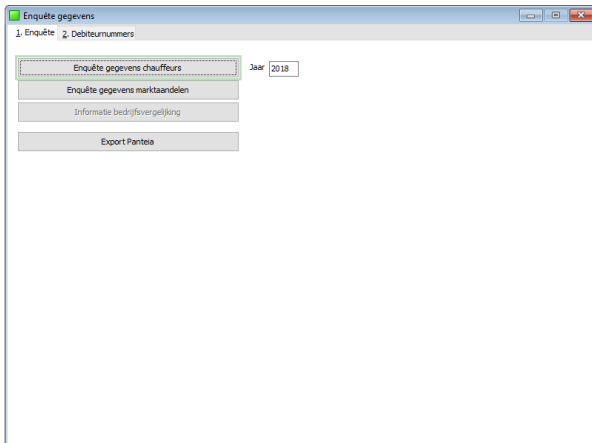 Enquête gegevens
1. Enquête 2. Debiteurnummers
Enquête gegevens chauffeurs Jaar 2018
Enquête gegevens marktaandelen
Informatie bedrijfsvergelijking
Export Panteia